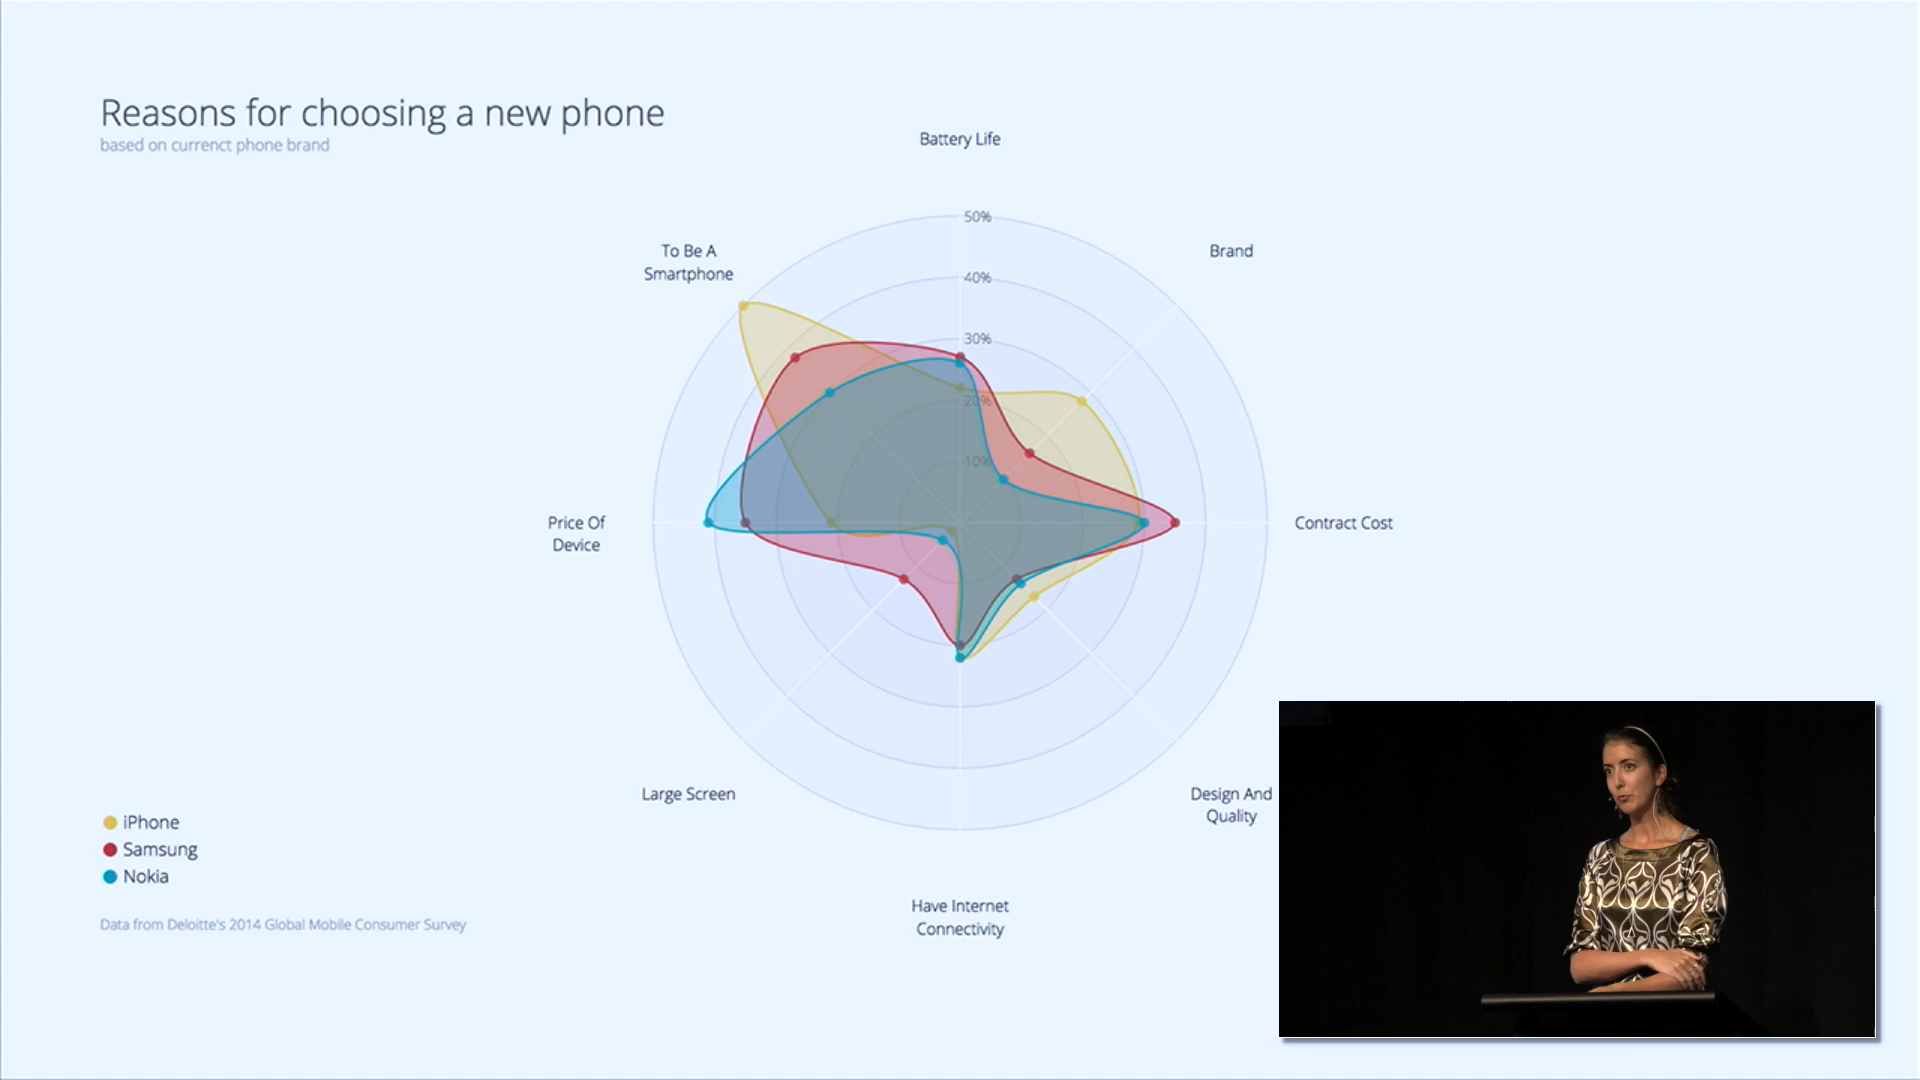 Reasons for choosing a new phone
based on currenct phone brand
Battery Life
50%
To Be A
Smartphone
Brand
40%
30%
20%
10%
Price Of
Device
Contract Cost
Large Screen
Design And
Quality
iPhone
Samsung
Nokia
Have Internet
Connectivity
Data from Deloitte's 2014 Global Mobile Consumer Survey